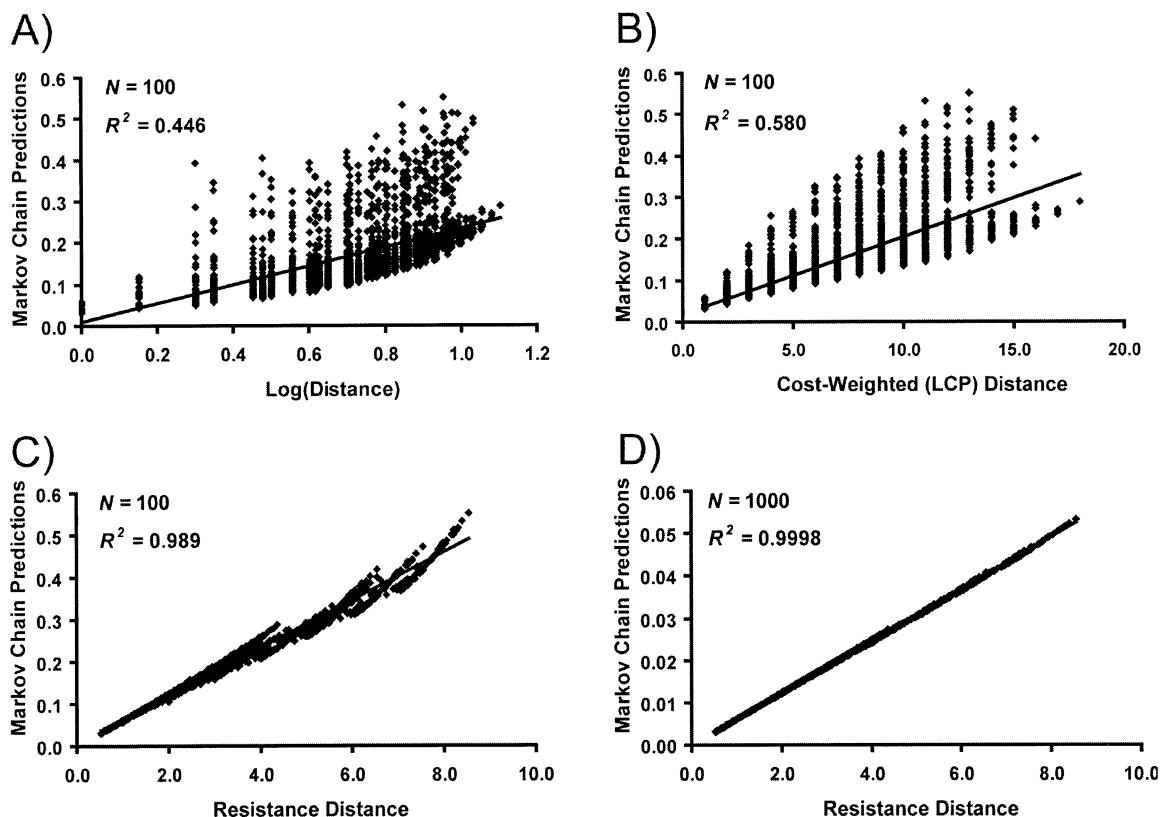 A)
N = 100
R² = 0.446
Markov Chain Predictions
0.6
0.5
0.4
0.3
0.2
0.1
0.0
0.0 0.2 0.4 0.6 0.8 1.0 1.2
Log(Distance)
B)
N = 100
R² = 0.580
Markov Chain Predictions
0.6
0.5
0.4
0.3
0.2
0.1
0.0
0.0 5.0 10.0 15.0 20.0
Cost-Weighted (LCP) Distance
C)
N = 100
R² = 0.989
Markov Chain Predictions
0.6
0.5
0.4
0.3
0.2
0.1
0.0
0.0 2.0 4.0 6.0 8.0 10.0
Resistance Distance
D)
N = 1000
R² = 0.9998
Markov Chain Predictions
0.06
0.05
0.04
0.03
0.02
0.01
0.00
0.0 2.0 4.0 6.0 8.0 10.0
Resistance Distance